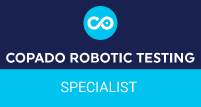 COPADO ROBOTIC TESTING
SPECIALIST